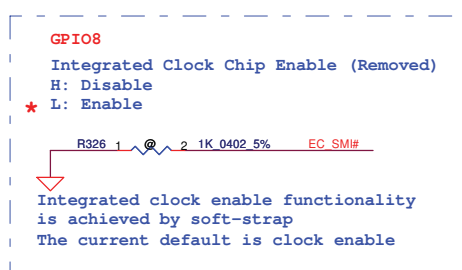 GPIO8
Integrated Clock Chip Enable (Removed)
H: Disable
* L: Enable
R326 1 @ 2 1K_0402_5% EC_SMI#
Integrated clock enable functionality
is achieved by soft-strap
The current default is clock enable